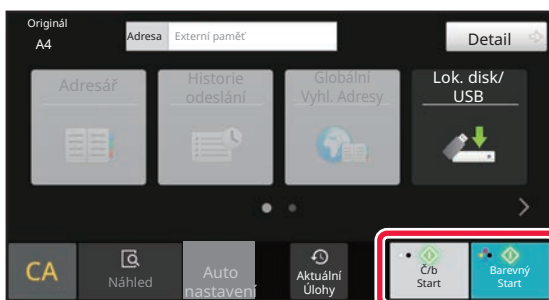 Originál
A4
Adresa
Externí paměť
Detail
Adresář
Historie
odeslání
Globální
Vyhl. Adresy
Lok. disk/
USB
CA
Náhled
Auto
nastavení
Aktuální
Úlohy
Č/b
Start
Barevný
Start